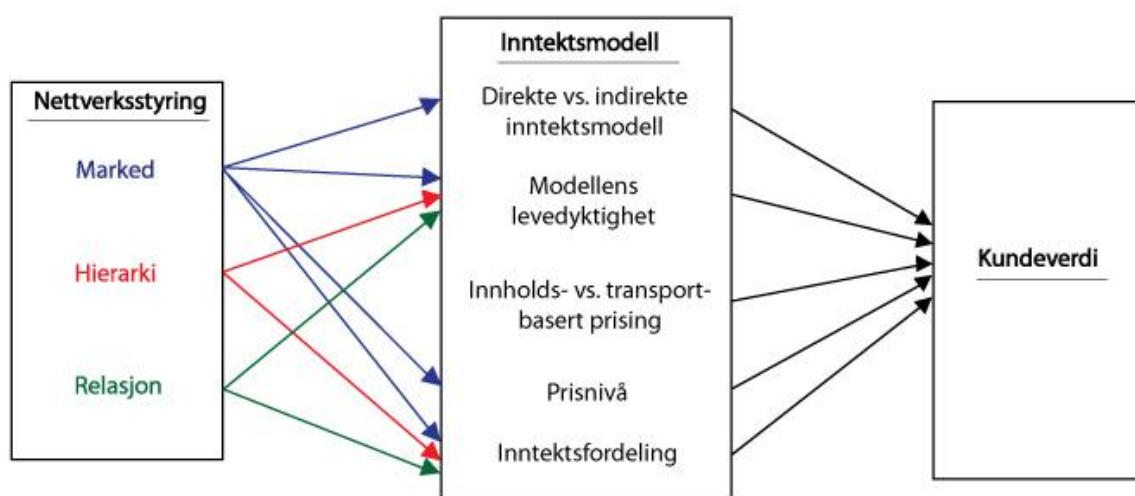 Nettverksstyring
Marked
Hierarki
Relasjon
Inntektsmodell
Direkte vs. indirekte
inntektsmodell
Modellens
levedyktighet
Innholds- vs. transport-
basert prising
Prisnivå
Inntektsfordeling
Kundeverdi